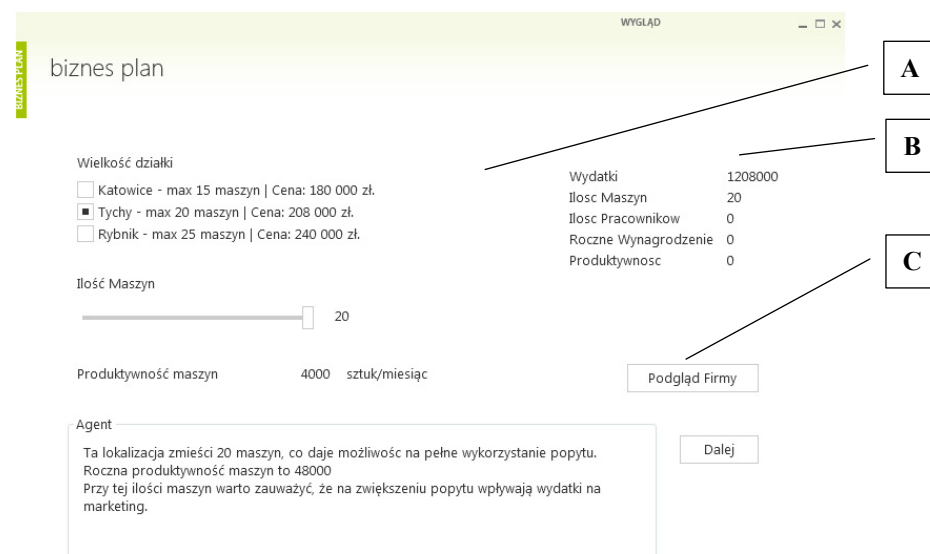 WYGLĄD
BIZNES PLAN
biznes plan
A
B
C
Wielkość działki
Katowice - max 15 maszyn | Cena: 180 000 zł.
Tychy - max 20 maszyn | Cena: 208 000 zł.
Rybnik - max 25 maszyn | Cena: 240 000 zł.
Wydatki 1208000
Ilosc Maszyn 20
Ilosc Pracownikow 0
Roczne Wynagrodzenie 0
Produktywnosc 0
Ilość Maszyn
20
Produktywność maszyn 4000 sztuk/miesiąc
Podgląd Firmy
Agent
Ta lokalizacja zmieści 20 maszyn, co daje możliwośc na pełne wykorzystanie popytu.
Roczna produktywność maszyn to 48000
Przy tej ilości maszyn warto zauważyć, że na zwiększeniu popytu wpływają wydatki na
marketing.
Dalej